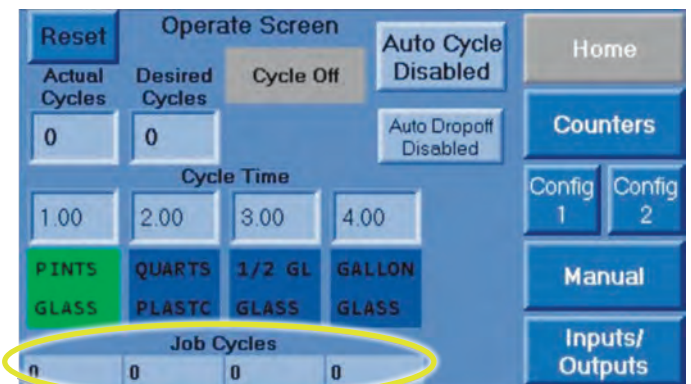 Reset
Operate Screen
Auto Cycle
Disabled
Home
Actual
Cycles
Desired
Cycles
Cycle Off
0
0
Auto Dropoff
Disabled
Counters
Cycle Time
1.00
2.00
3.00
4.00
Config
1
Config
2
PINTS
GLASS
QUARTS
PLASTC
1/2 GL
GLASS
GALLON
GLASS
Manual
Job Cycles
0
0
0
0
Inputs/
Outputs